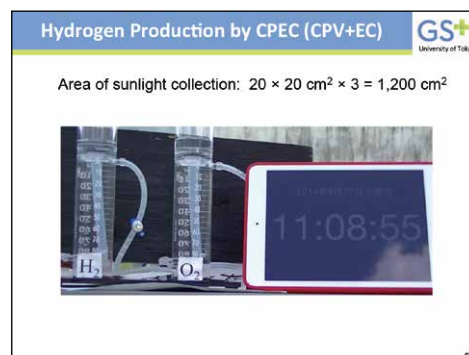 Hydrogen Production by CPEC (CPV+EC)
GS+
University of Tok
Area of sunlight collection: 20 × 20 cm² × 3 = 1,200 cm²
11:08:55
H₂
O₂